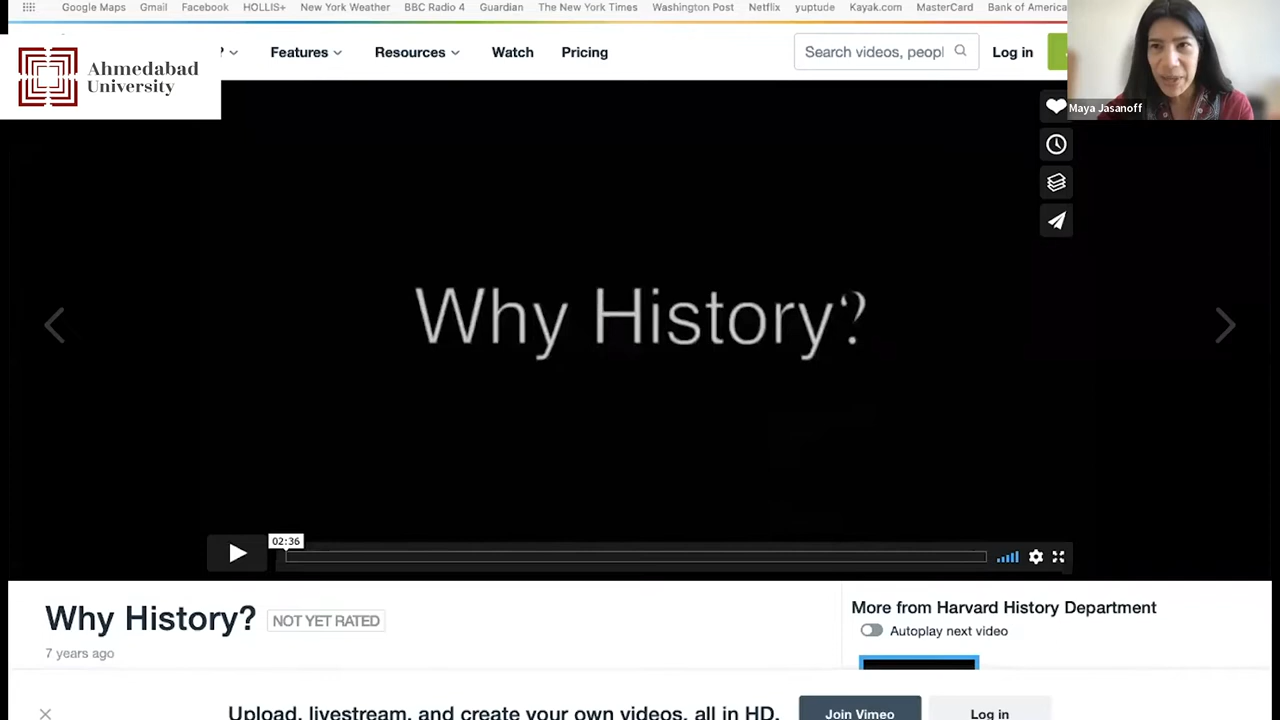 Google Maps Gmail Facebook HOLLIS+ New York Weather BBC Radio 4 Guardian The New York Times Washington Post Netflix yuptude Kayak.com MasterCard Bank of America
Ahmedabad
University
? Features Resources Watch Pricing Search videos, peopl Log in
Maya Jasanoff
Why History?
02:36
Why History? NOT YET RATED
7 years ago
More from Harvard History Department
Autoplay next video
Upload, livestream, and create your own videos, all in HD.
Join Vimeo
Log in